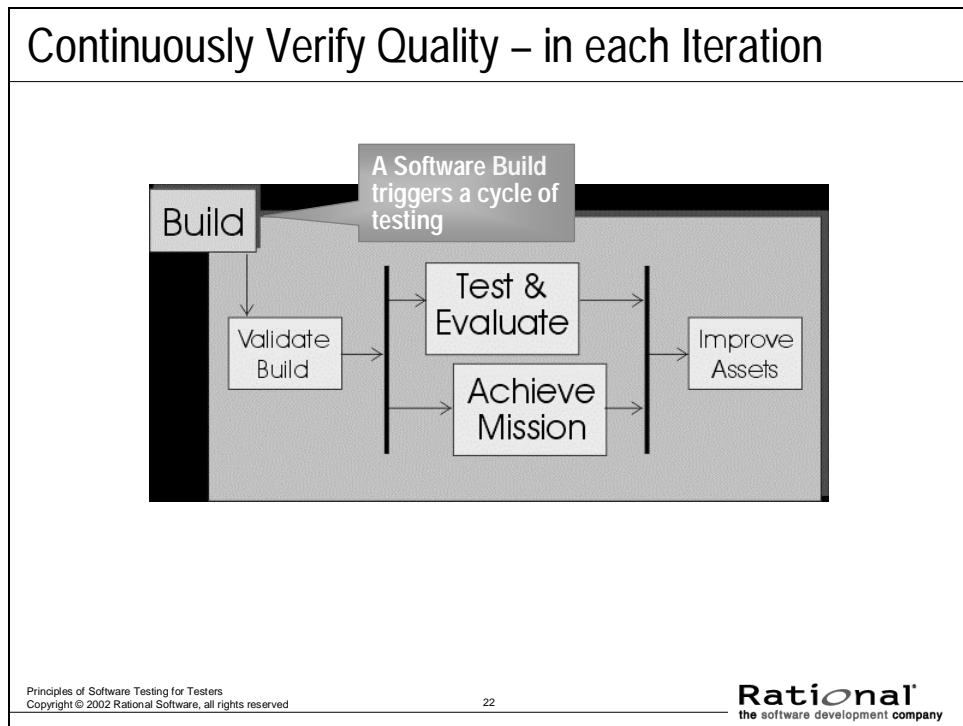 Continuously Verify Quality – in each Iteration
A Software Build
triggers a cycle of
testing
Build
Validate
Build
Test &
Evaluate
Achieve
Mission
Improve
Assets
Principles of Software Testing for Testers
Copyright © 2002 Rational Software, all rights reserved
22
Rational
the software development company